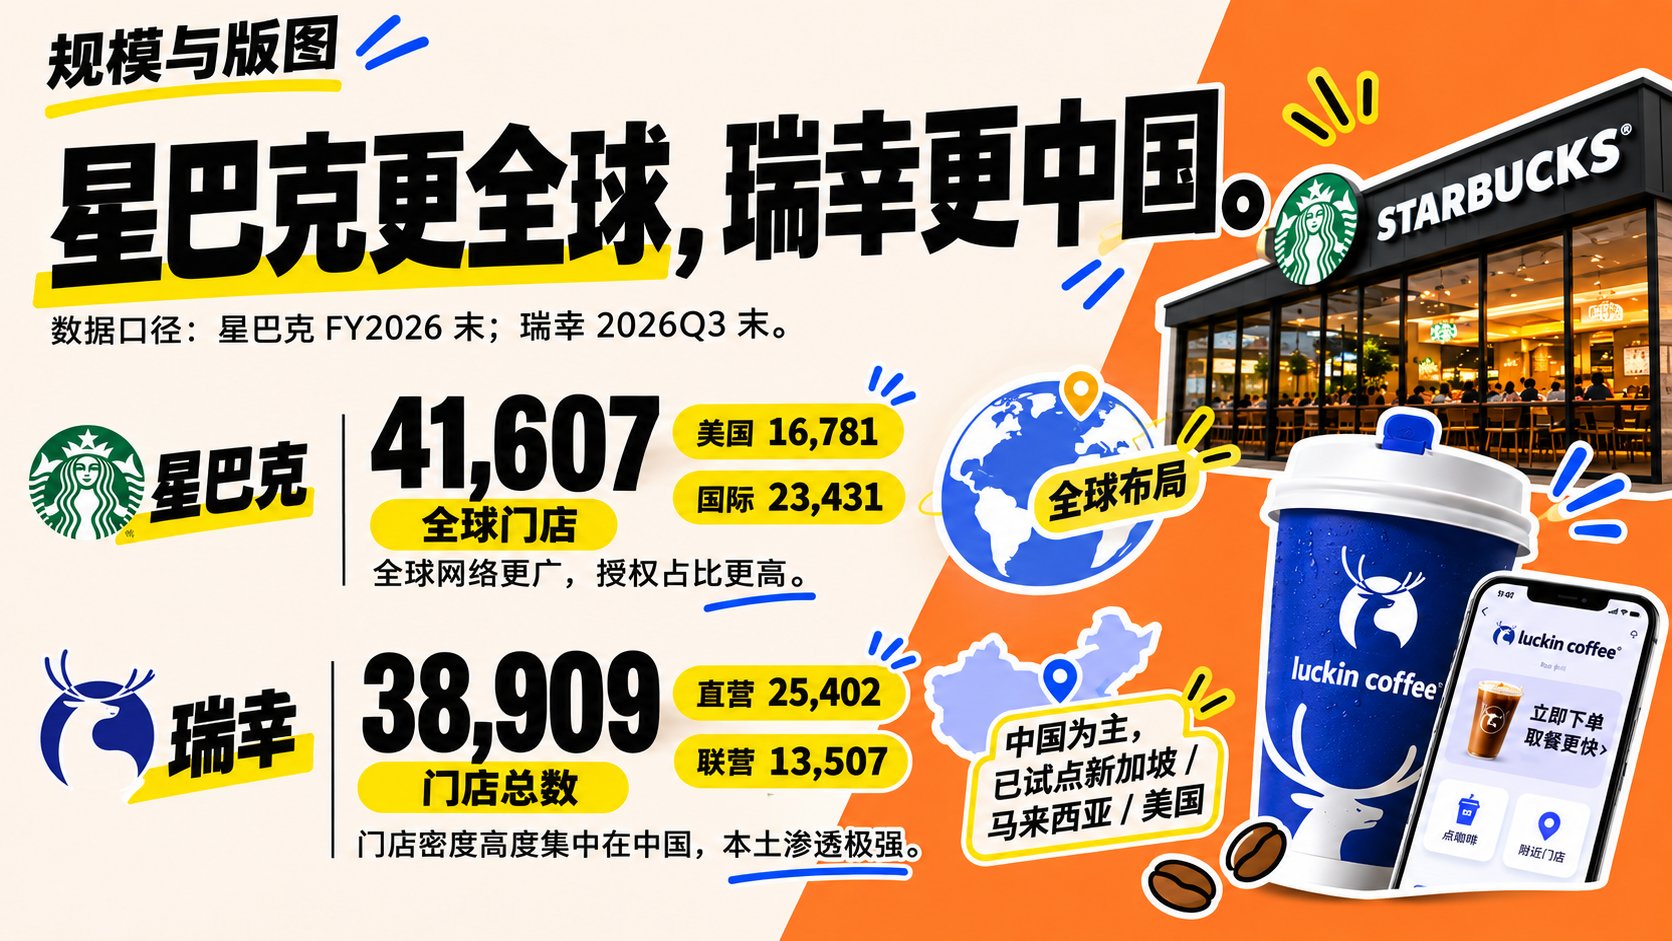 规模与版图
星巴克更全球，瑞幸更中国。
数据口径：星巴克 FY2026 末；瑞幸 2026Q3 末。
星巴克
41,607
全球门店
美国 16,781
国际 23,431
全球网络更广，授权占比更高。
全球布局
瑞幸
38,909
门店总数
直营 25,402
联营 13,507
门店密度高度集中在中国，本土渗透极强。
中国为主，
已试点新加坡 /
马来西亚 / 美国
STARBUCKS®
luckin coffee
luckin coffee
立即下单
取餐更快›
点咖啡
附近门店